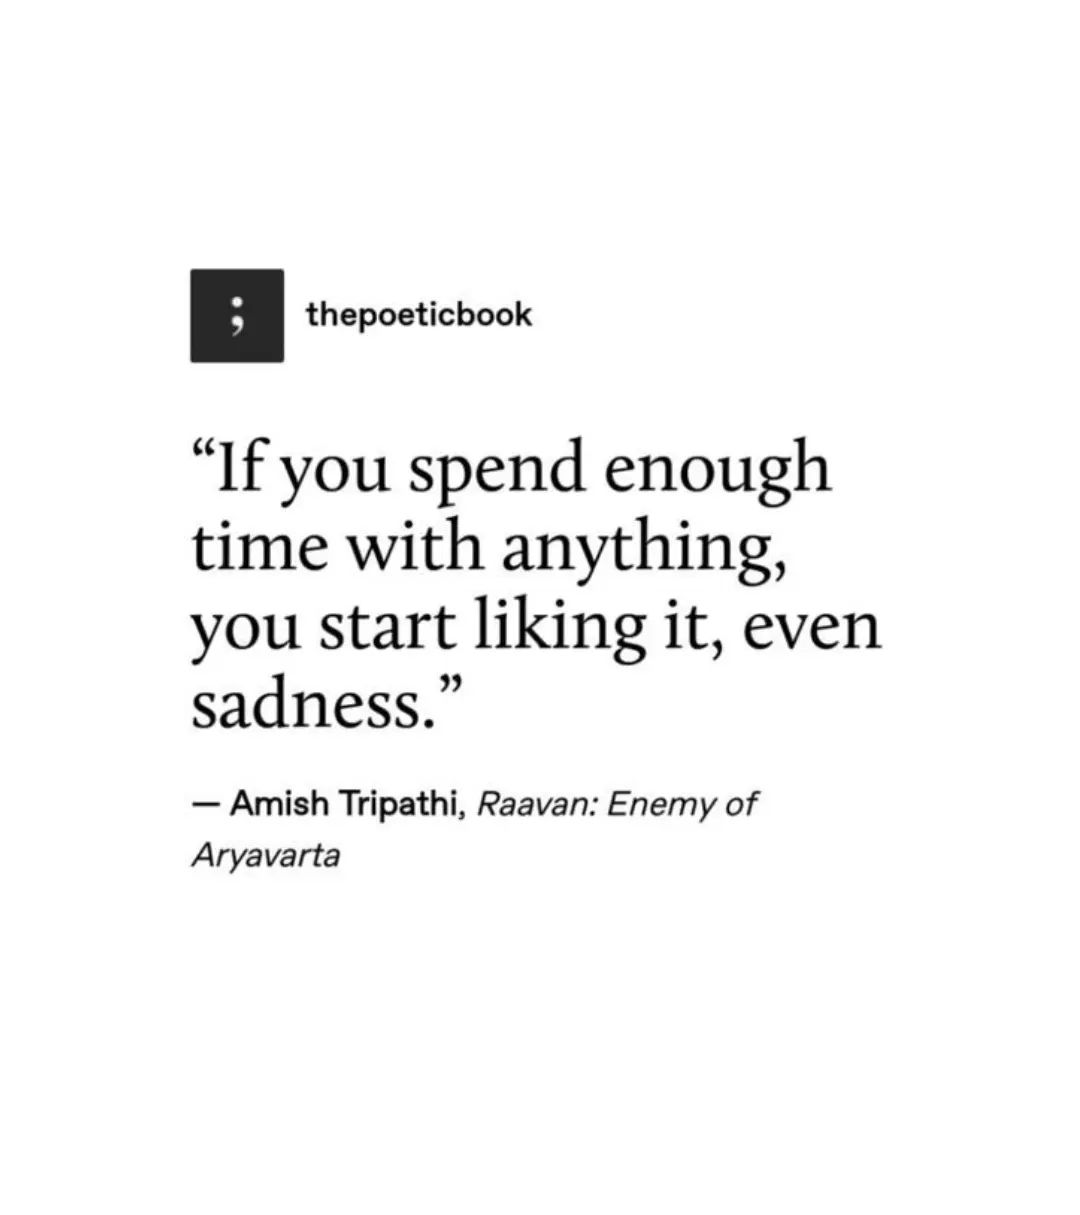 ;
thepoeticbook
“If you spend enough
time with anything,
you start liking it, even
sadness.”
— Amish Tripathi, Raavan: Enemy of
Aryavarta